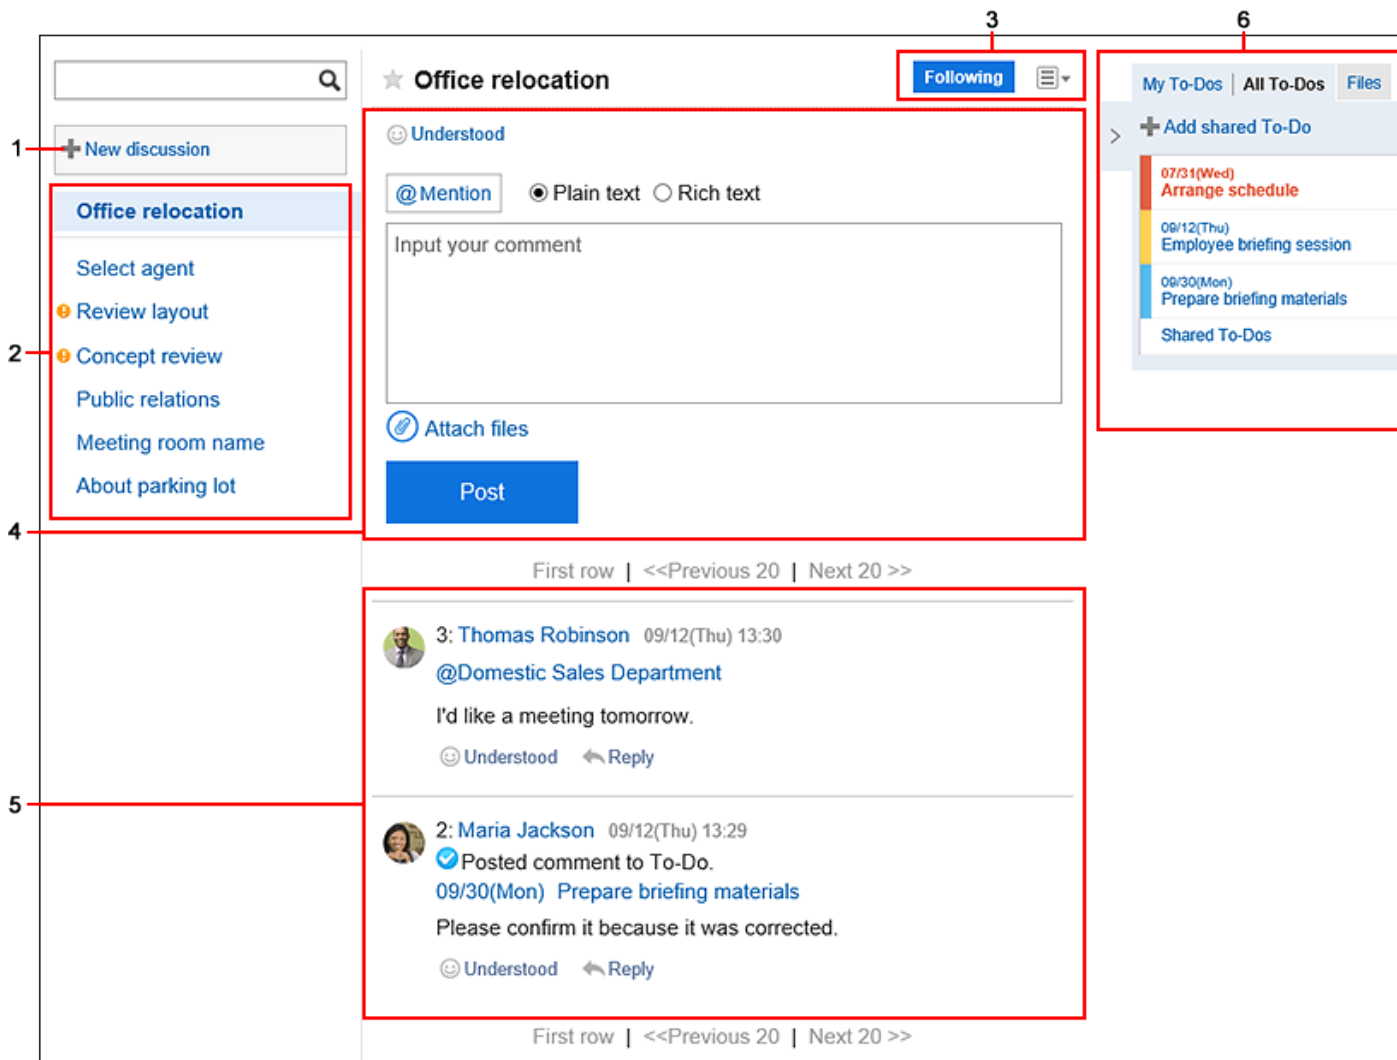 3
6
Office relocation
Following
My To-Dos | All To-Dos Files
1
New discussion
Understood
Add shared To-Do
@Mention Plain text Rich text
07/31(Wed)
Arrange schedule
2
Office relocation
Select agent
Review layout
Concept review
Public relations
Meeting room name
About parking lot
Input your comment
09/12(Thu)
Employee briefing session
09/30(Mon)
Prepare briefing materials
Shared To-Dos
Attach files
Post
4
First row | <<Previous 20 | Next 20 >>
5
3: Thomas Robinson 09/12(Thu) 13:30
@Domestic Sales Department
I'd like a meeting tomorrow.
Understood Reply
2: Maria Jackson 09/12(Thu) 13:29
Posted comment to To-Do.
09/30(Mon) Prepare briefing materials
Please confirm it because it was corrected.
Understood Reply
First row | <<Previous 20 | Next 20 >>